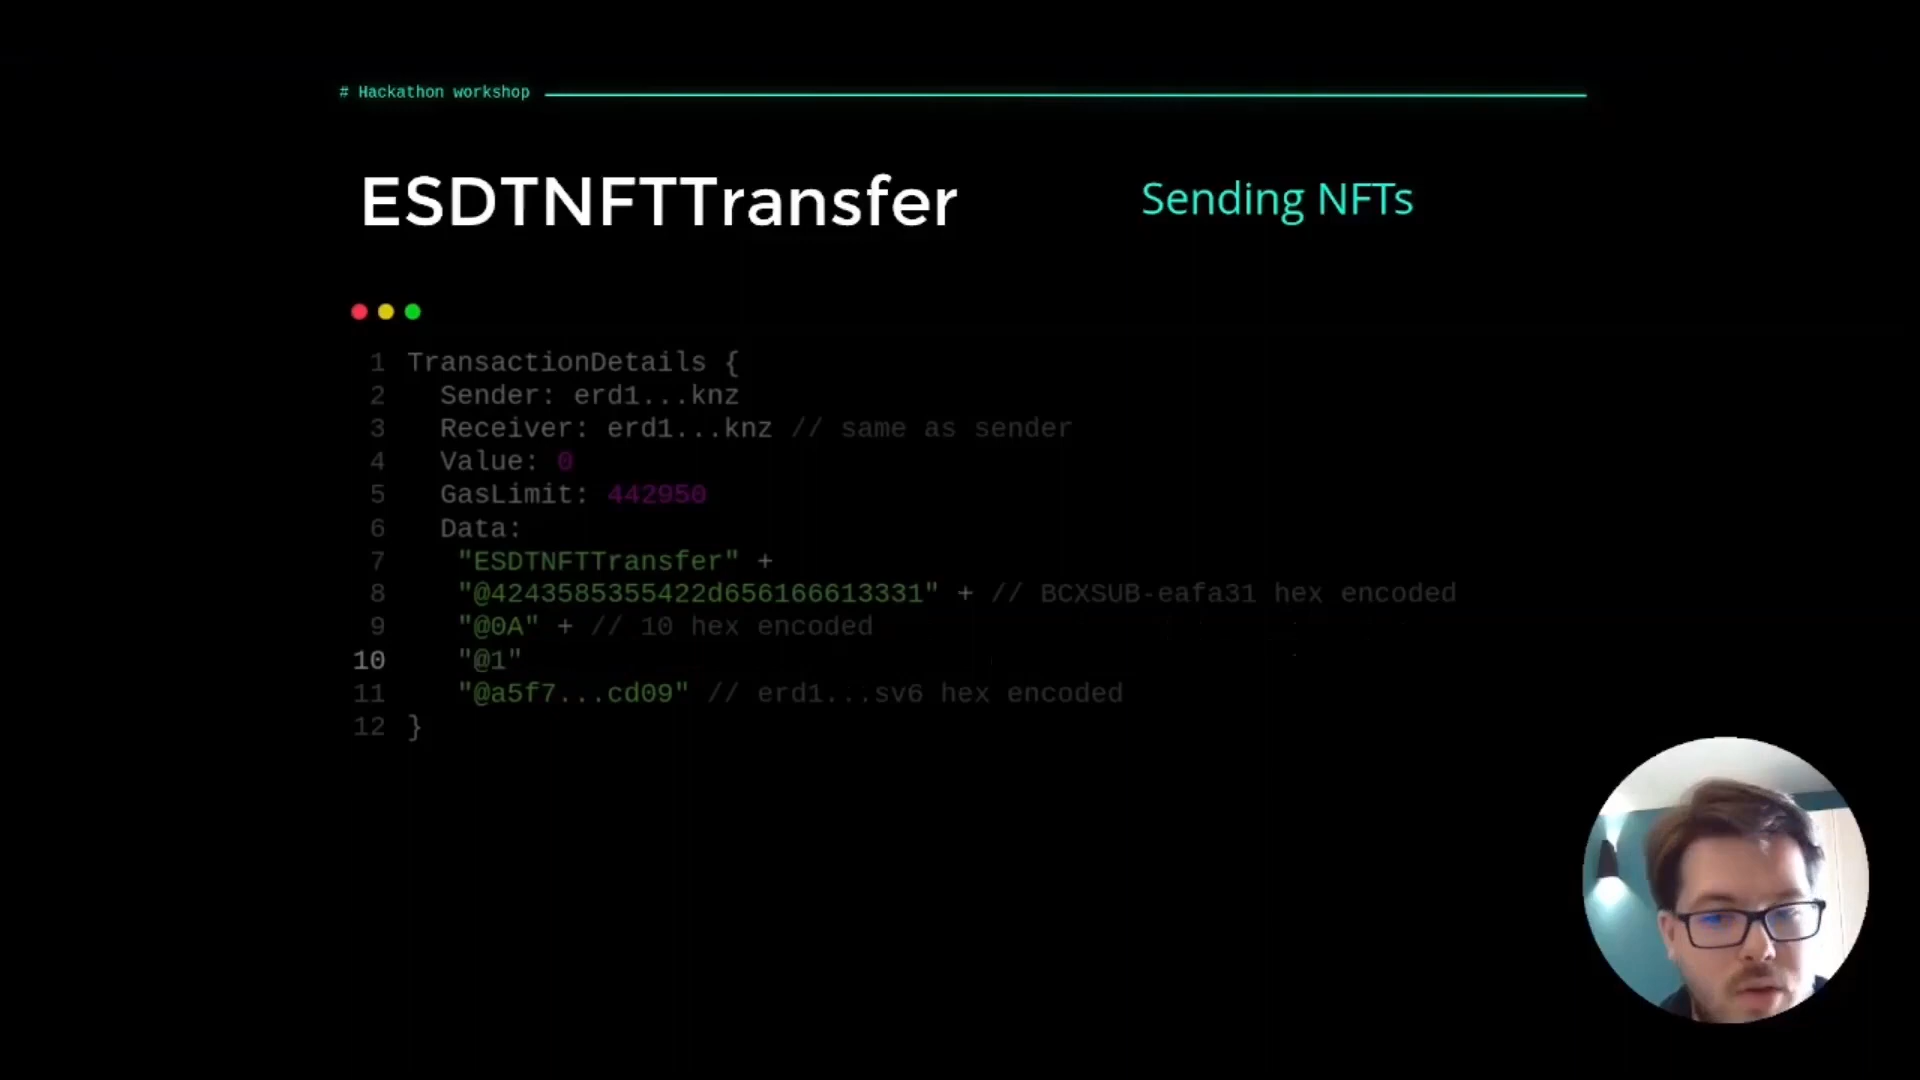 # Hackathon workshop
ESDTNFTTransfer
Sending NFTs
1 TransactionDetails {
2 Sender: erd1...knz
3 Receiver: erd1...knz // same as sender
4 Value: 0
5 GasLimit: 442950
6 Data:
7 "ESDTNFTTransfer" +
8 "@4243585355422d656166613331" + // BCXSUB-eafa31 hex encoded
9 "@0A" + // 10 hex encoded
10 "@1"
11 "@a5f7...cd09" // erd1...sv6 hex encoded
12 }